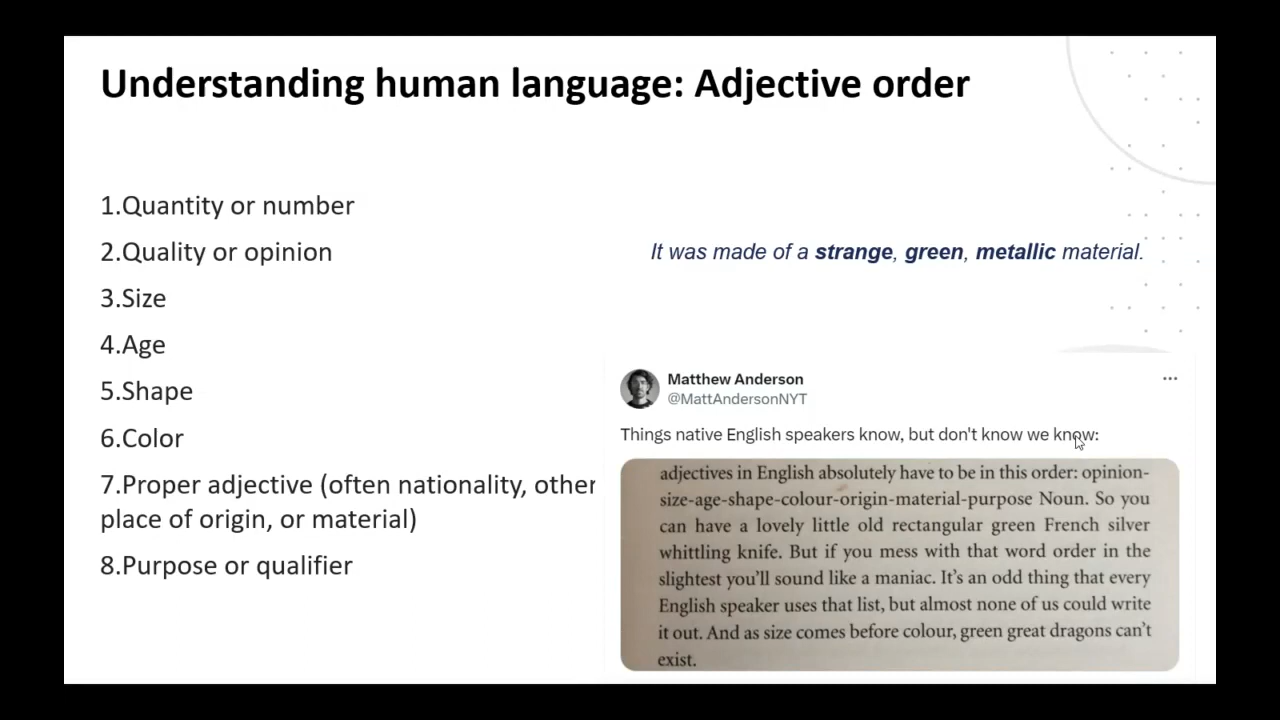 Understanding human language: Adjective order
1.Quantity or number
2.Quality or opinion
3.Size
4.Age
5.Shape
6.Color
7.Proper adjective (often nationality, other
place of origin, or material)
8.Purpose or qualifier
It was made of a strange, green, metallic material.
Matthew Anderson
@MattAndersonNYT
Things native English speakers know, but don't know we know:
adjectives in English absolutely have to be in this order: opinion-
size-age-shape-colour-origin-material-purpose Noun. So you
can have a lovely little old rectangular green French silver
whittling knife. But if you mess with that word order in the
slightest you'll sound like a maniac. It's an odd thing that every
English speaker uses that list, but almost none of us could write
it out. And as size comes before colour, green great dragons can't
exist.